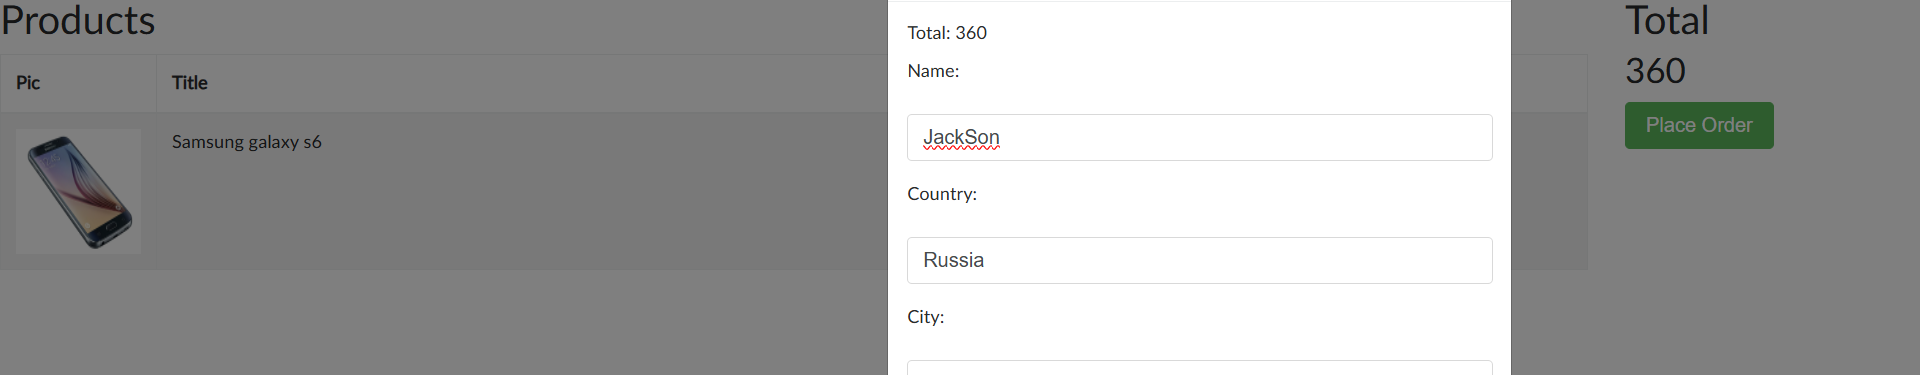 Products
Pic
Title
Samsung galaxy s6
Total: 360
Name:
JackSon
Country:
Russia
City:
Total
360
Place Order